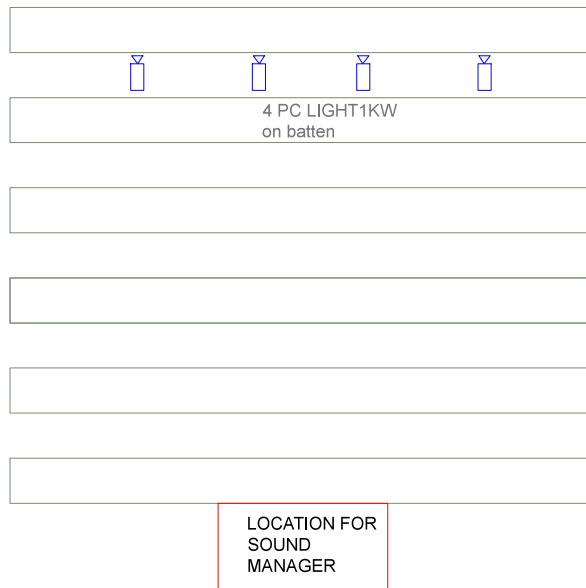 4 PC LIGHT1KW
on batten
LOCATION FOR
SOUND
MANAGER